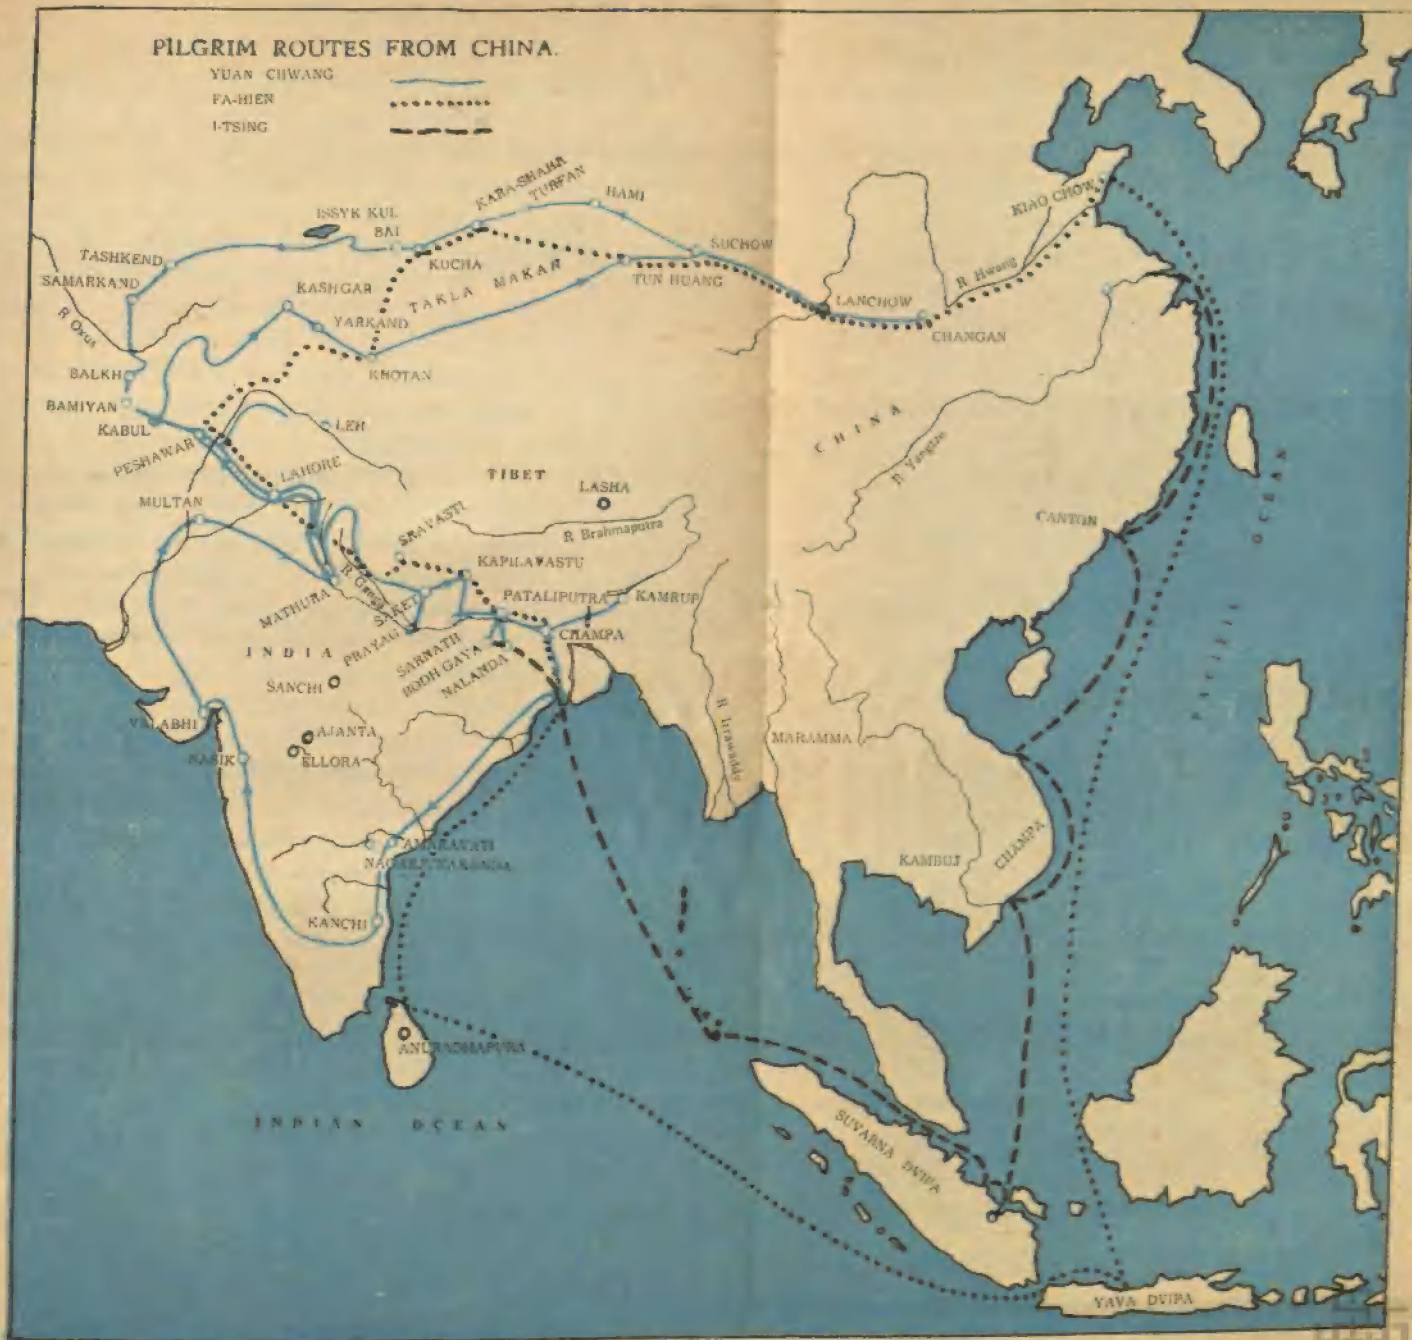 PILGRIM ROUTES FROM CHINA.
YUAN CHWANG
FA-HIEN
I-TSING
KARA-SHAHR
TURFAN
HAMI
ISSYK KUL
BAI
KUCHA
SUCHOW
KIAO CHOW
TASHKEND
SAMARKAND
R Oxus
KASHGAR
YARKAND
TAKLA MAKAR
TUN HUANG
LANCHOW
R Hwang
CHANGAN
KHOTAN
BALKH
BAMIYAN
KABUL
PESHAWAR
LEH
LAHORE
MULTAN
TIBET
LASHA
CHINA
R Yangtze
CANTON
PACIFIC OCEAN
SRAVASTI
R Brahmaputra
KAPILAVASTU
R Ganga
MATHURA
SAKET
PRAYAG
PATALIPUTRA
KAMRUP
CHAMPA
SARNATH
BODH GAYA
NALANDA
INDIA
SANCHI
VALABHI
AJANTA
ELLORA
NASIK
R Irrawaddy
MARAMMA
AMARAVATI
KANCHI
KAMBUJ
CHAMPA
ANURADHAPURA
INDIAN OCEAN
SUVARNA DVIPA
YAVA DVIPA